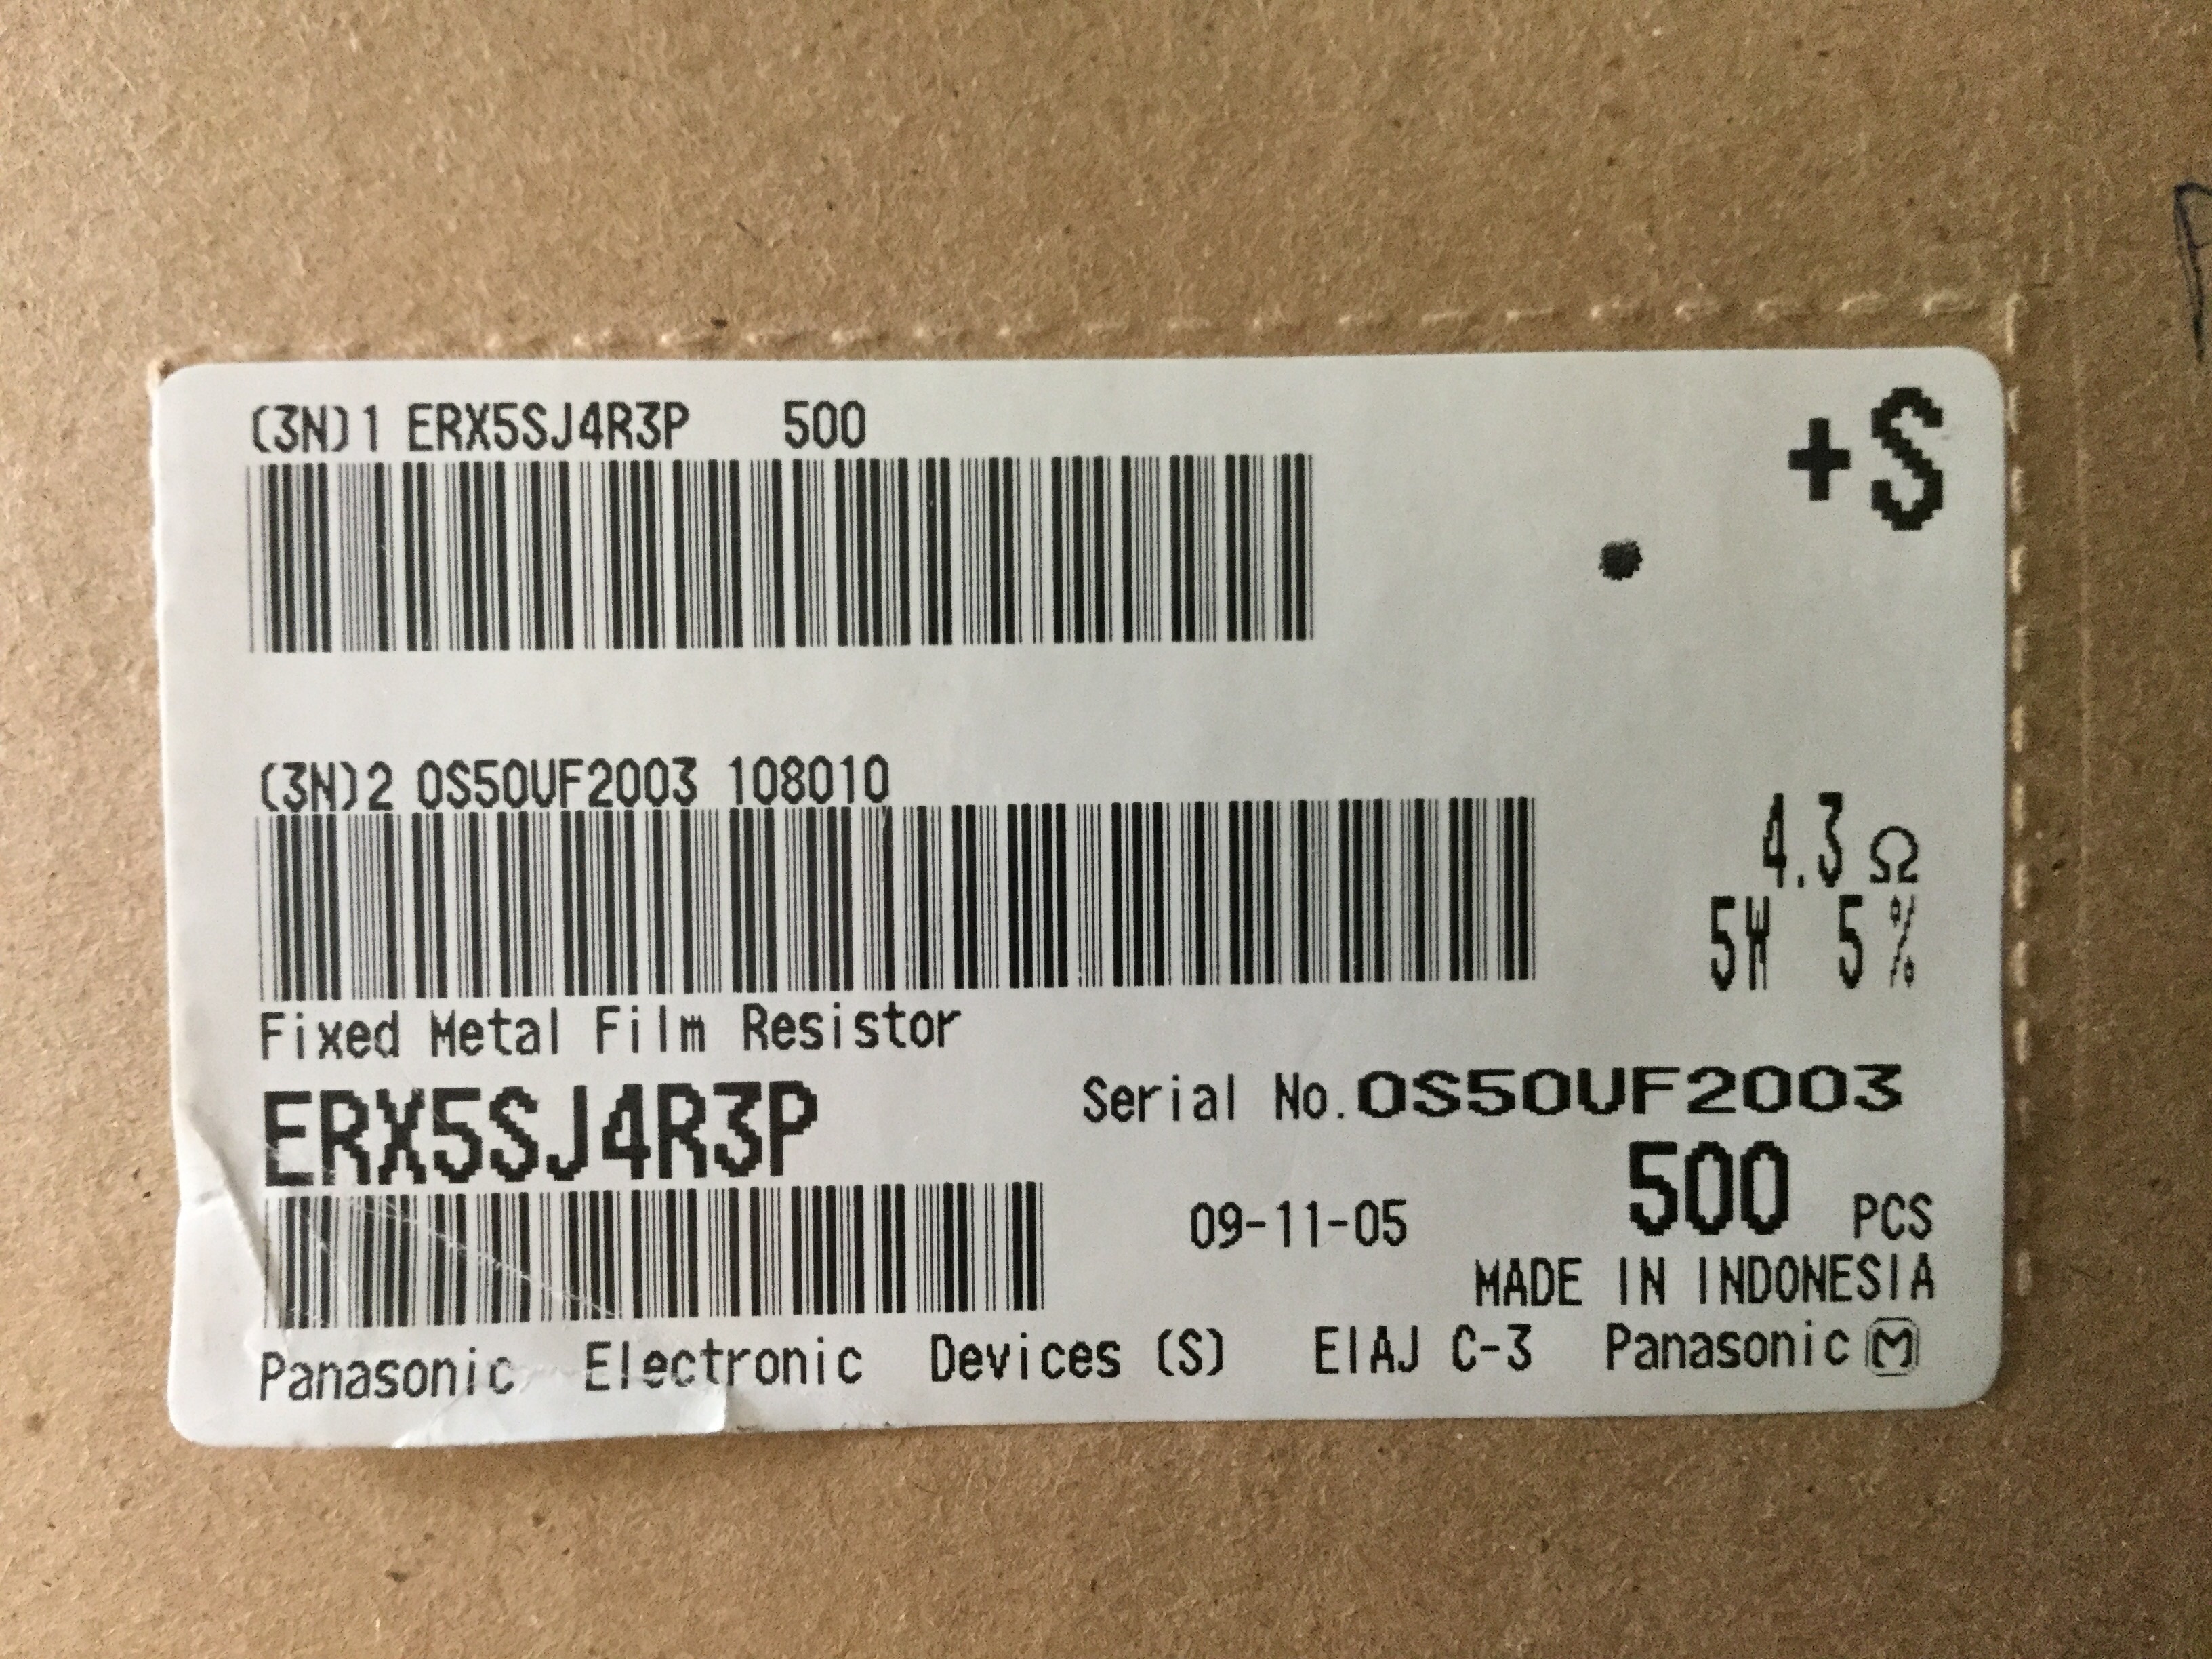 (3N)1 ERX5SJ4R3P 500
+S
(3N)2 0S50UF2003 108010
4.3 Ω
5W 5%
Fixed Metal Film Resistor
ERX5SJ4R3P
Serial No.0S50UF2003
500 PCS
09-11-05
MADE IN INDONESIA
Panasonic Electronic Devices (S) EIAJ C-3 Panasonic M